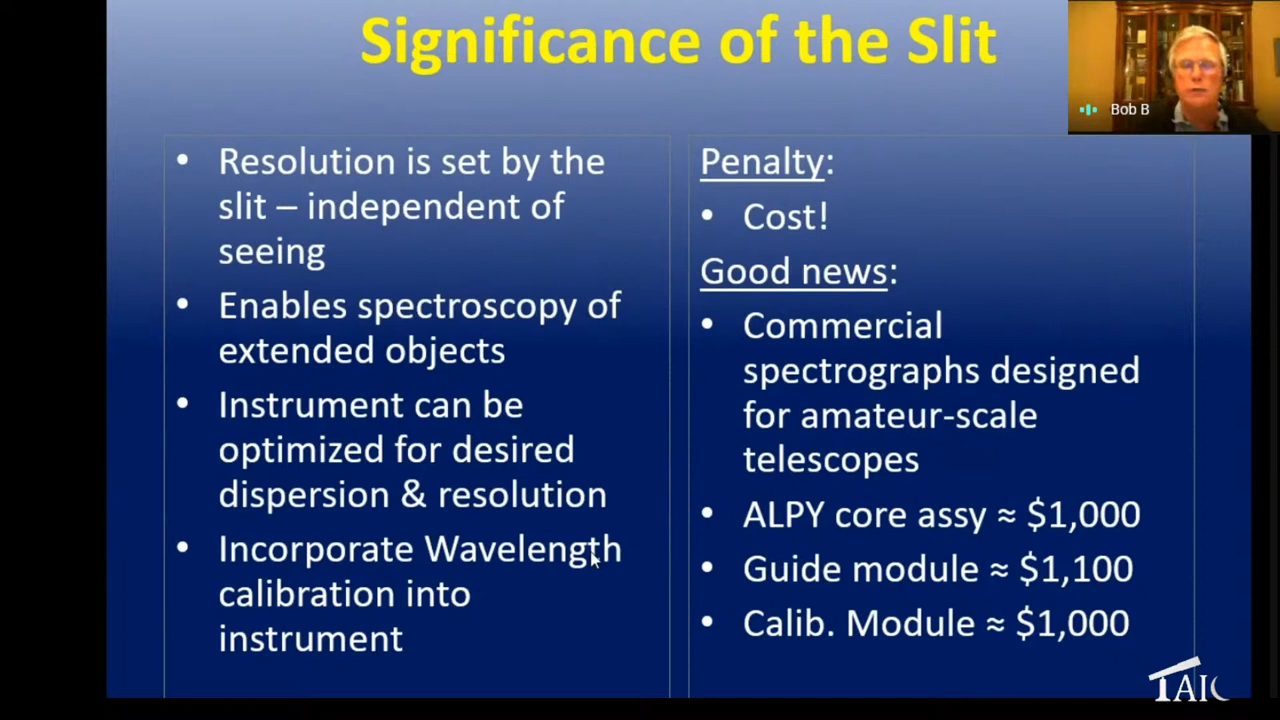 Significance of the Slit
Bob B
• Resolution is set by the
slit – independent of
seeing
• Enables spectroscopy of
extended objects
• Instrument can be
optimized for desired
dispersion & resolution
• Incorporate Wavelength
calibration into
instrument
Penalty:
• Cost!
Good news:
• Commercial
spectrographs designed
for amateur-scale
telescopes
• ALPY core assy ≈ $1,000
• Guide module ≈ $1,100
• Calib. Module ≈ $1,000
TAIC